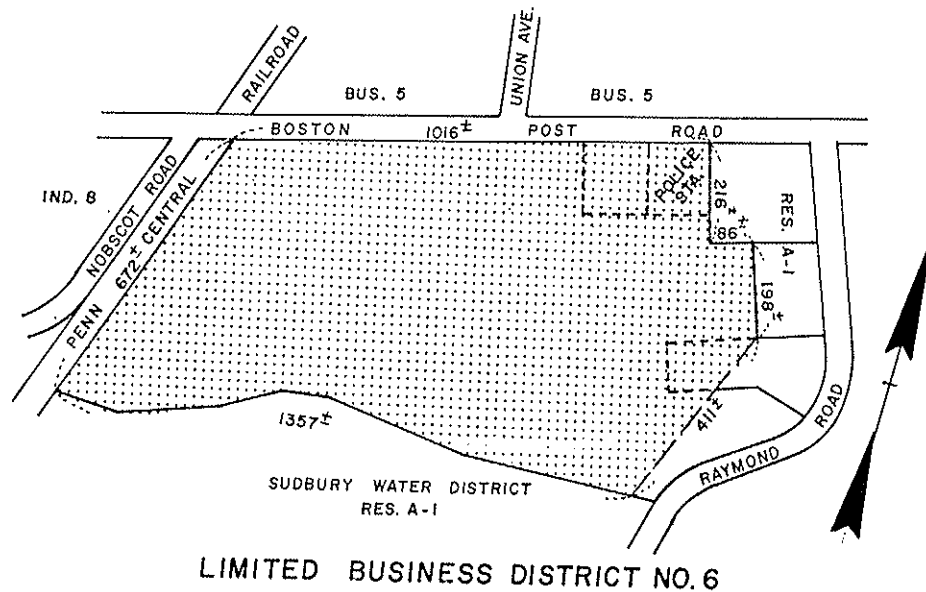 RAILROAD
UNION AVE.
BUS. 5
BUS. 5
BOSTON 1016± POST ROAD
IND. 8
NOBSCOT ROAD
PENN 672± CENTRAL
POLICE
STA.
216±
86±
RES. A-1
198±
411±
1357±
RAYMOND ROAD
SUDBURY WATER DISTRICT
RES. A-1
LIMITED BUSINESS DISTRICT NO. 6